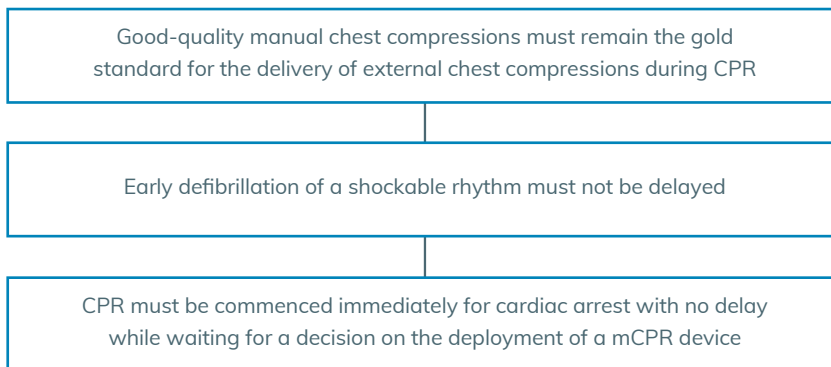 Good-quality manual chest compressions must remain the gold
standard for the delivery of external chest compressions during CPR
Early defibrillation of a shockable rhythm must not be delayed
CPR must be commenced immediately for cardiac arrest with no delay
while waiting for a decision on the deployment of a mCPR device